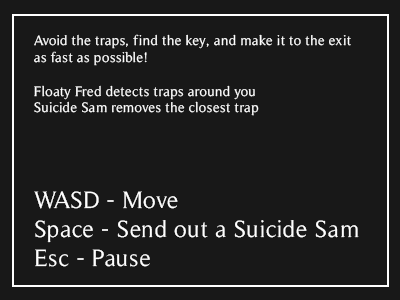 Avoid the traps, find the key, and make it to the exit
as fast as possible!
Floaty Fred detects traps around you
Suicide Sam removes the closest trap
WASD - Move
Space - Send out a Suicide Sam
Esc - Pause